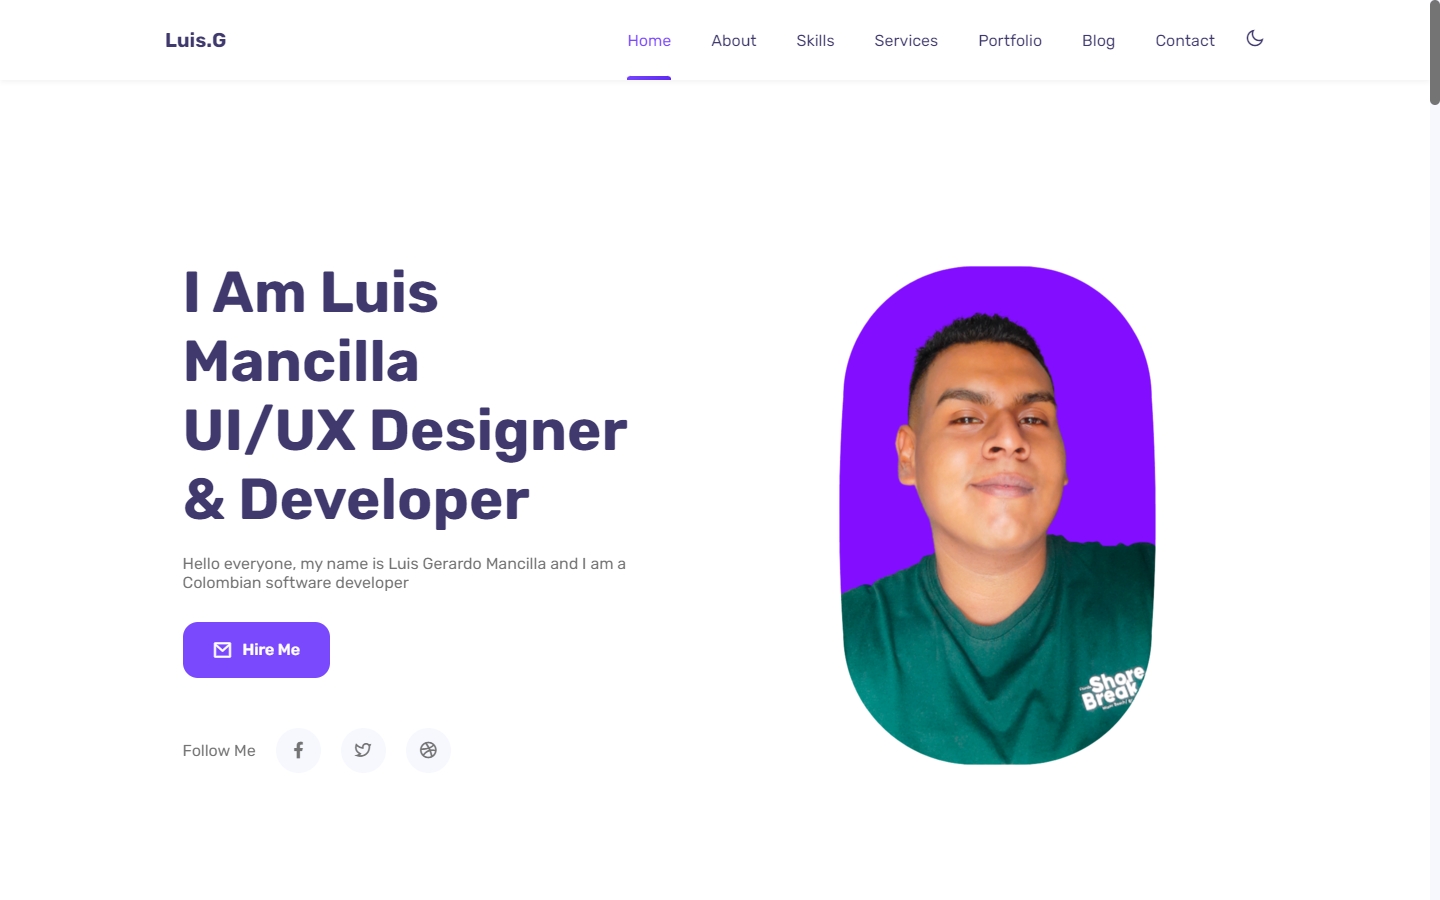 Luis.G
Home About Skills Services Portfolio Blog Contact
I Am Luis
Mancilla
UI/UX Designer
& Developer
Hello everyone, my name is Luis Gerardo Mancilla and I am a
Colombian software developer
Hire Me
Follow Me
Shore
Break